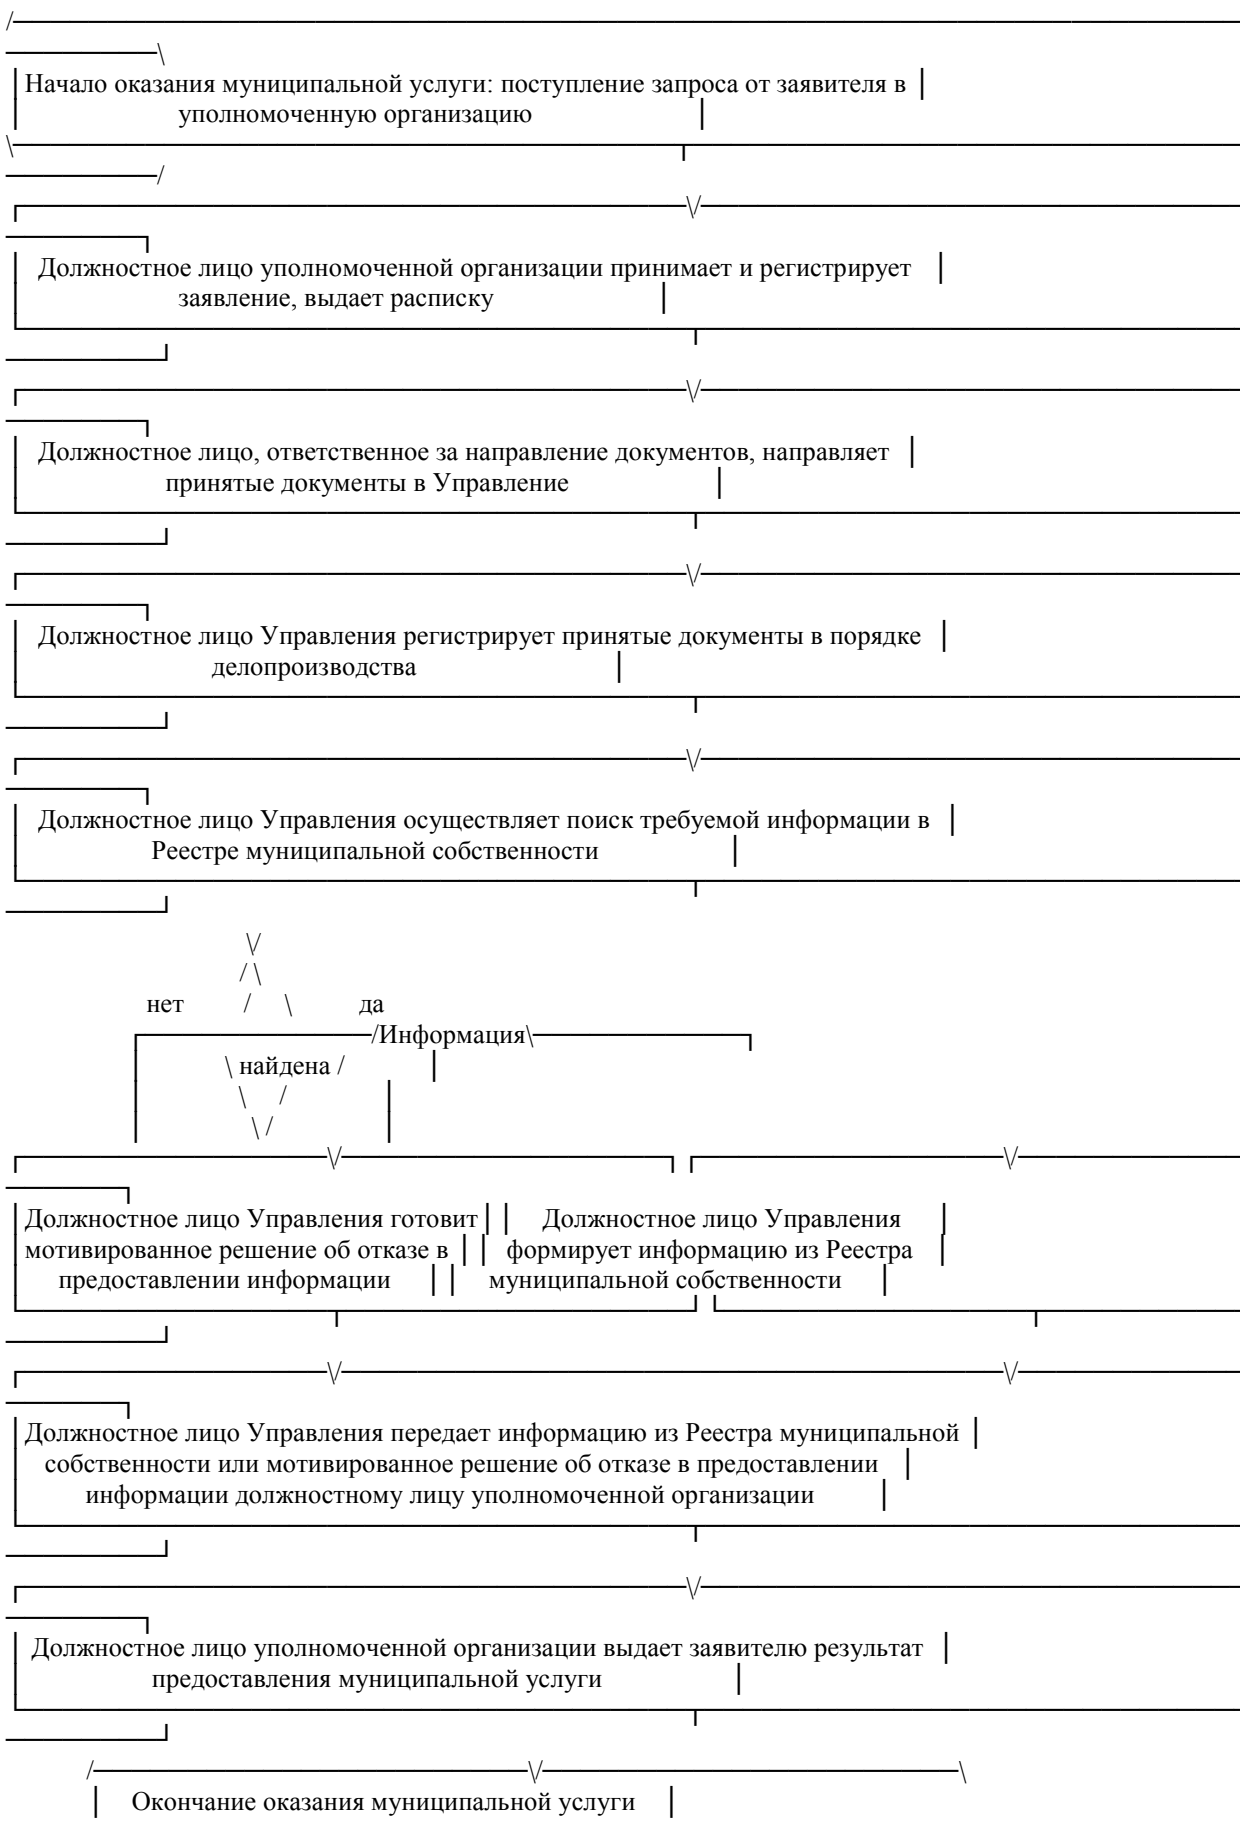 Начало оказания муниципальной услуги: поступление запроса от заявителя в
уполномоченную организацию
Должностное лицо уполномоченной организации принимает и регистрирует
заявление, выдает расписку
Должностное лицо, ответственное за направление документов, направляет
принятые документы в Управление
Должностное лицо Управления регистрирует принятые документы в порядке
делопроизводства
Должностное лицо Управления осуществляет поиск требуемой информации в
Реестре муниципальной собственности
нет да
Информация
найдена
Должностное лицо Управления готовит
мотивированное решение об отказе в
предоставлении информации
Должностное лицо Управления
формирует информацию из Реестра
муниципальной собственности
Должностное лицо Управления передает информацию из Реестра муниципальной
собственности или мотивированное решение об отказе в предоставлении
информации должностному лицу уполномоченной организации
Должностное лицо уполномоченной организации выдает заявителю результат
предоставления муниципальной услуги
Окончание оказания муниципальной услуги